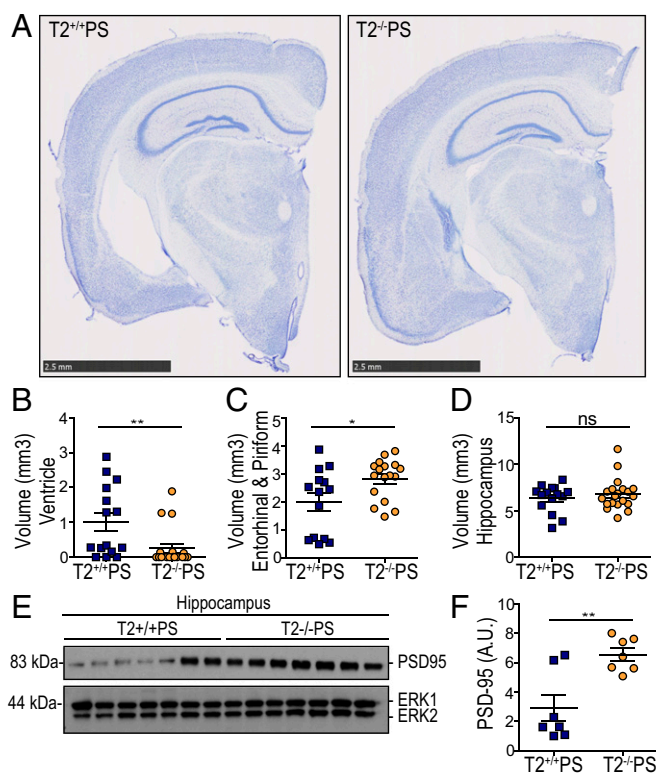 A
T2+/+PS
T2-/-PS
2.5 mm
2.5 mm
B
Volume (mm3)
Ventricle
4
3
2
1
0
**
T2+/+PS
T2-/-PS
C
Volume (mm3)
Entorhinal & Piriform
5
4
3
2
1
0
*
T2+/+PS
T2-/-PS
D
Volume (mm3)
Hippocampus
15
10
5
0
ns
T2+/+PS
T2-/-PS
E
Hippocampus
T2+/+PS
T2-/-PS
83 kDa-
-PSD95
44 kDa-
ERK1
ERK2
F
PSD-95 (A.U.)
10
8
6
4
2
0
**
T2+/+PS
T2-/-PS